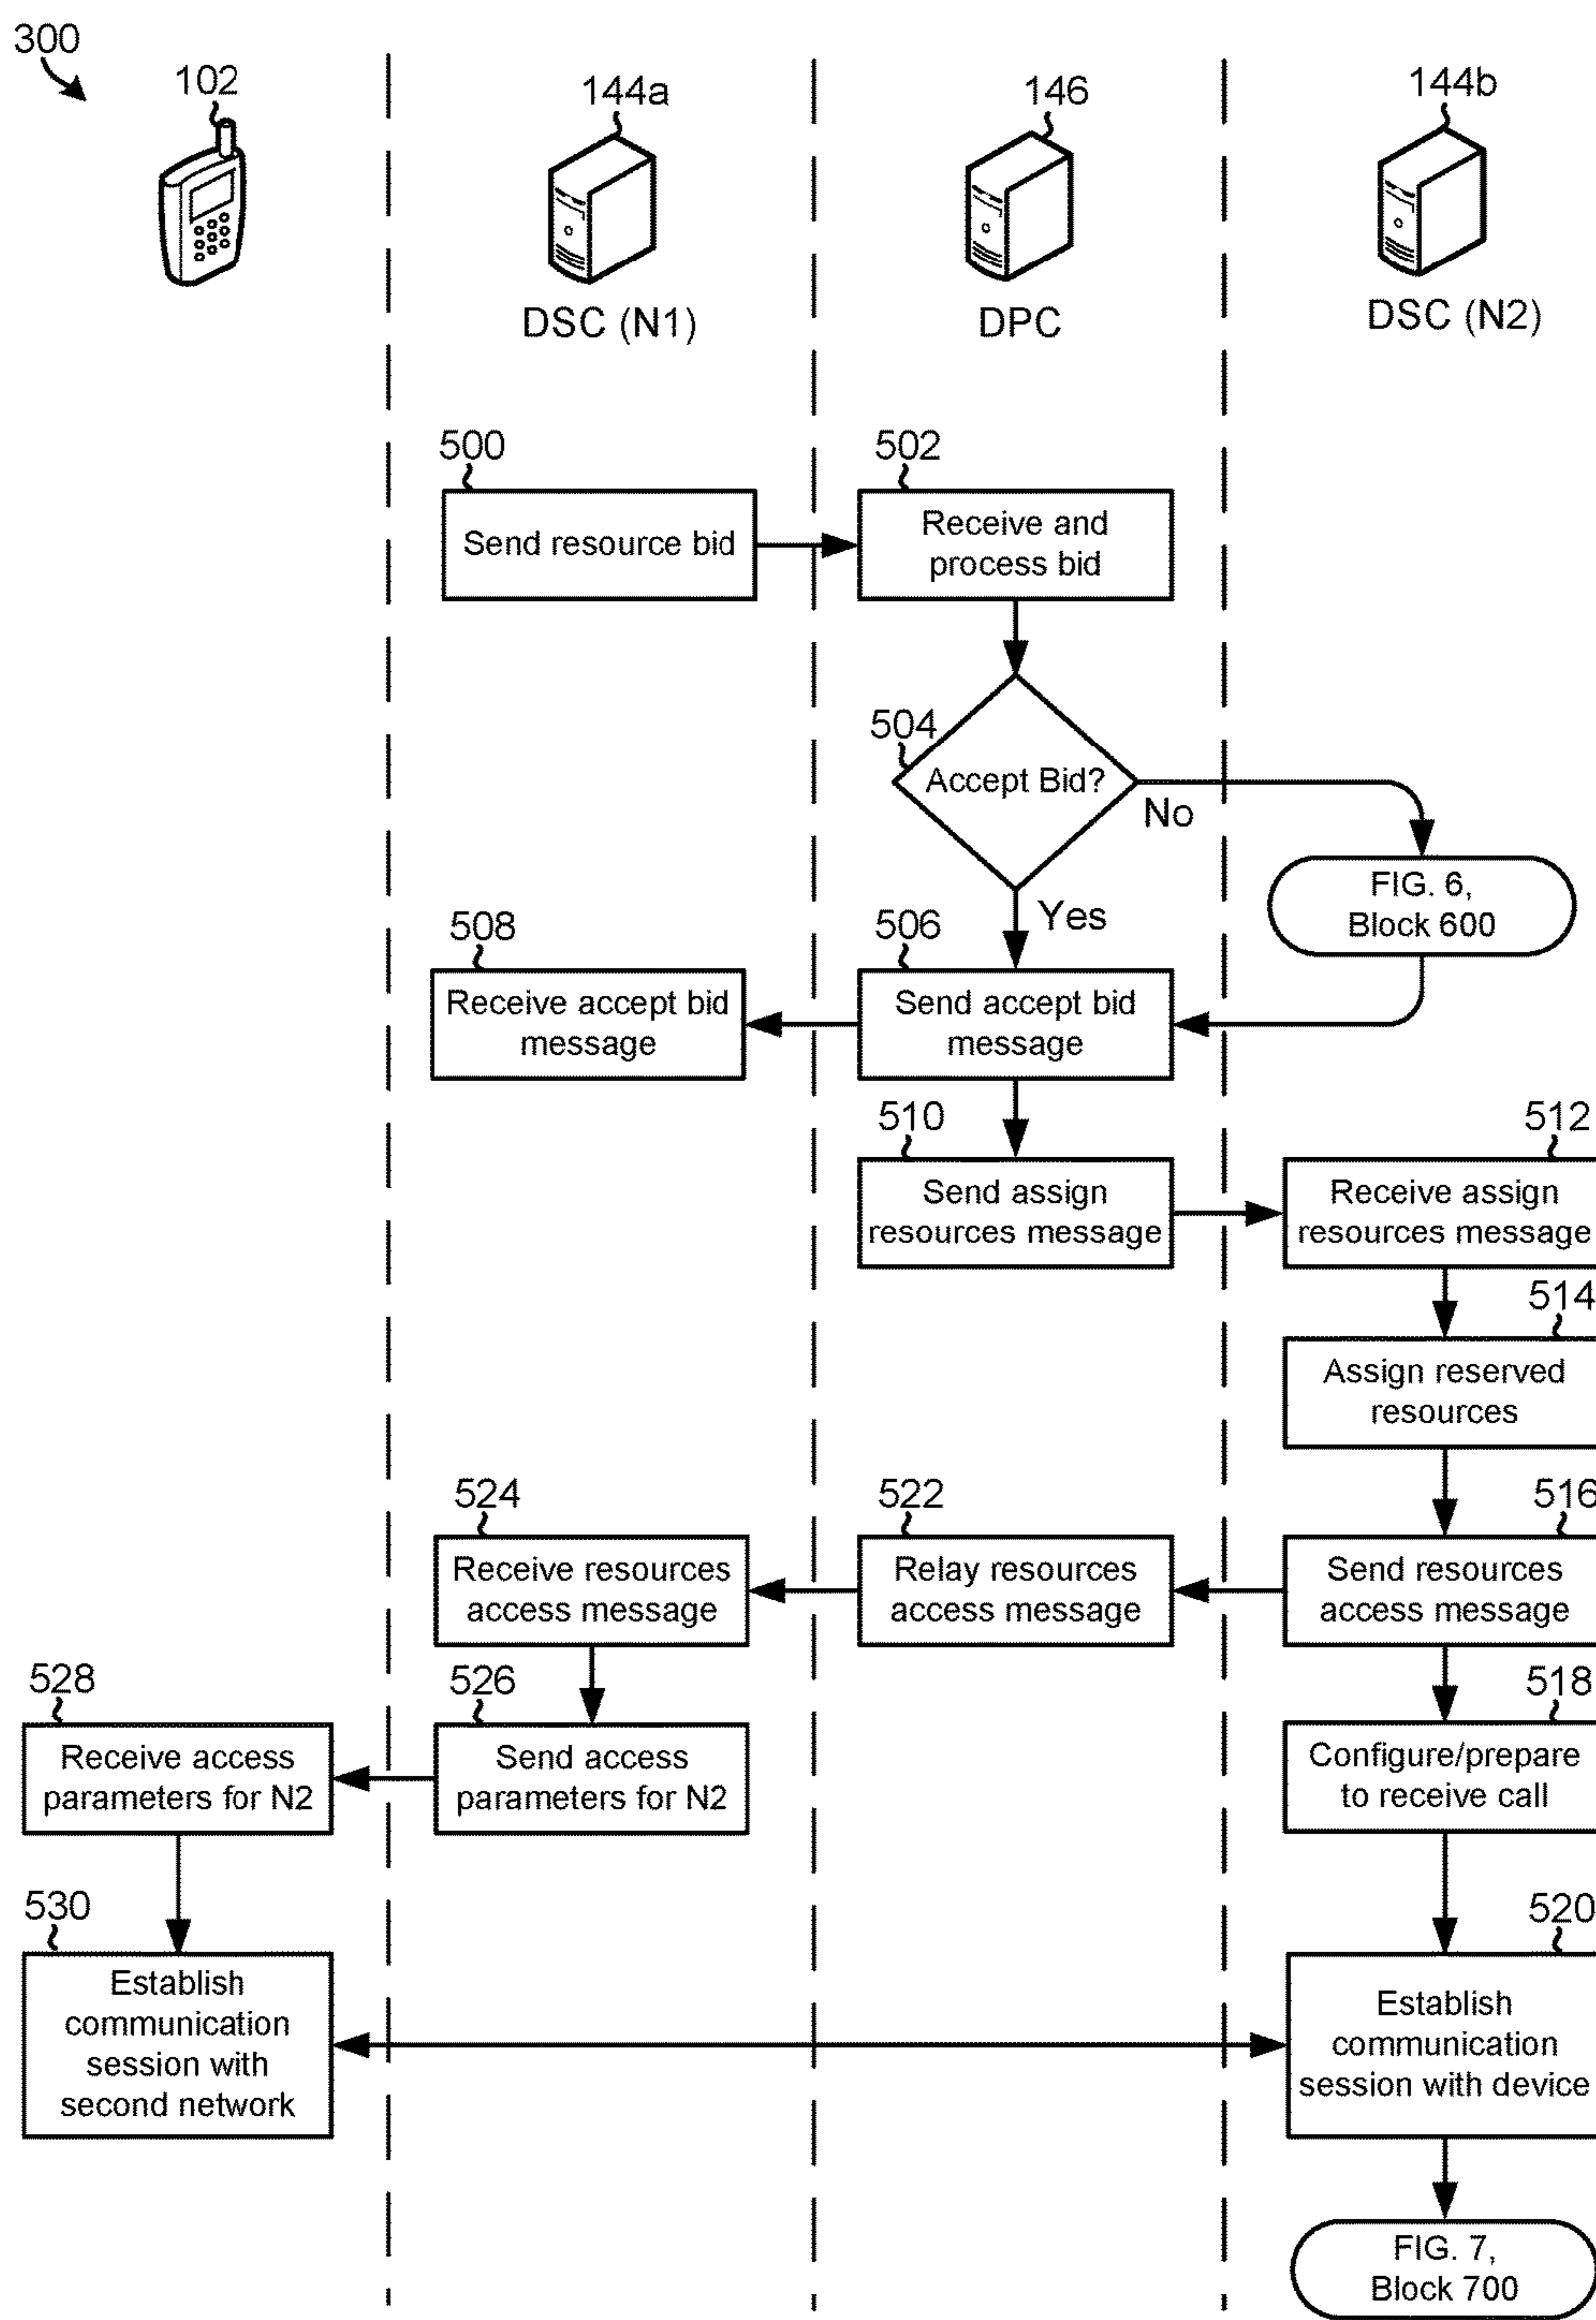 300
102
144a
146
144b
DSC (N1)
DPC
DSC (N2)
500
502
Send resource bid
Receive and
process bid
504
Accept Bid?
No
FIG. 6,
Block 600
Yes
508
506
Receive accept bid
message
Send accept bid
message
510
512
Send assign
resources message
Receive assign
resources message
514
Assign reserved
resources
524
522
516
Receive resources
access message
Relay resources
access message
Send resources
access message
528
526
518
Receive access
parameters for N2
Send access
parameters for N2
Configure/prepare
to receive call
530
520
Establish
communication
session with
second network
Establish
communication
session with device
FIG. 7,
Block 700